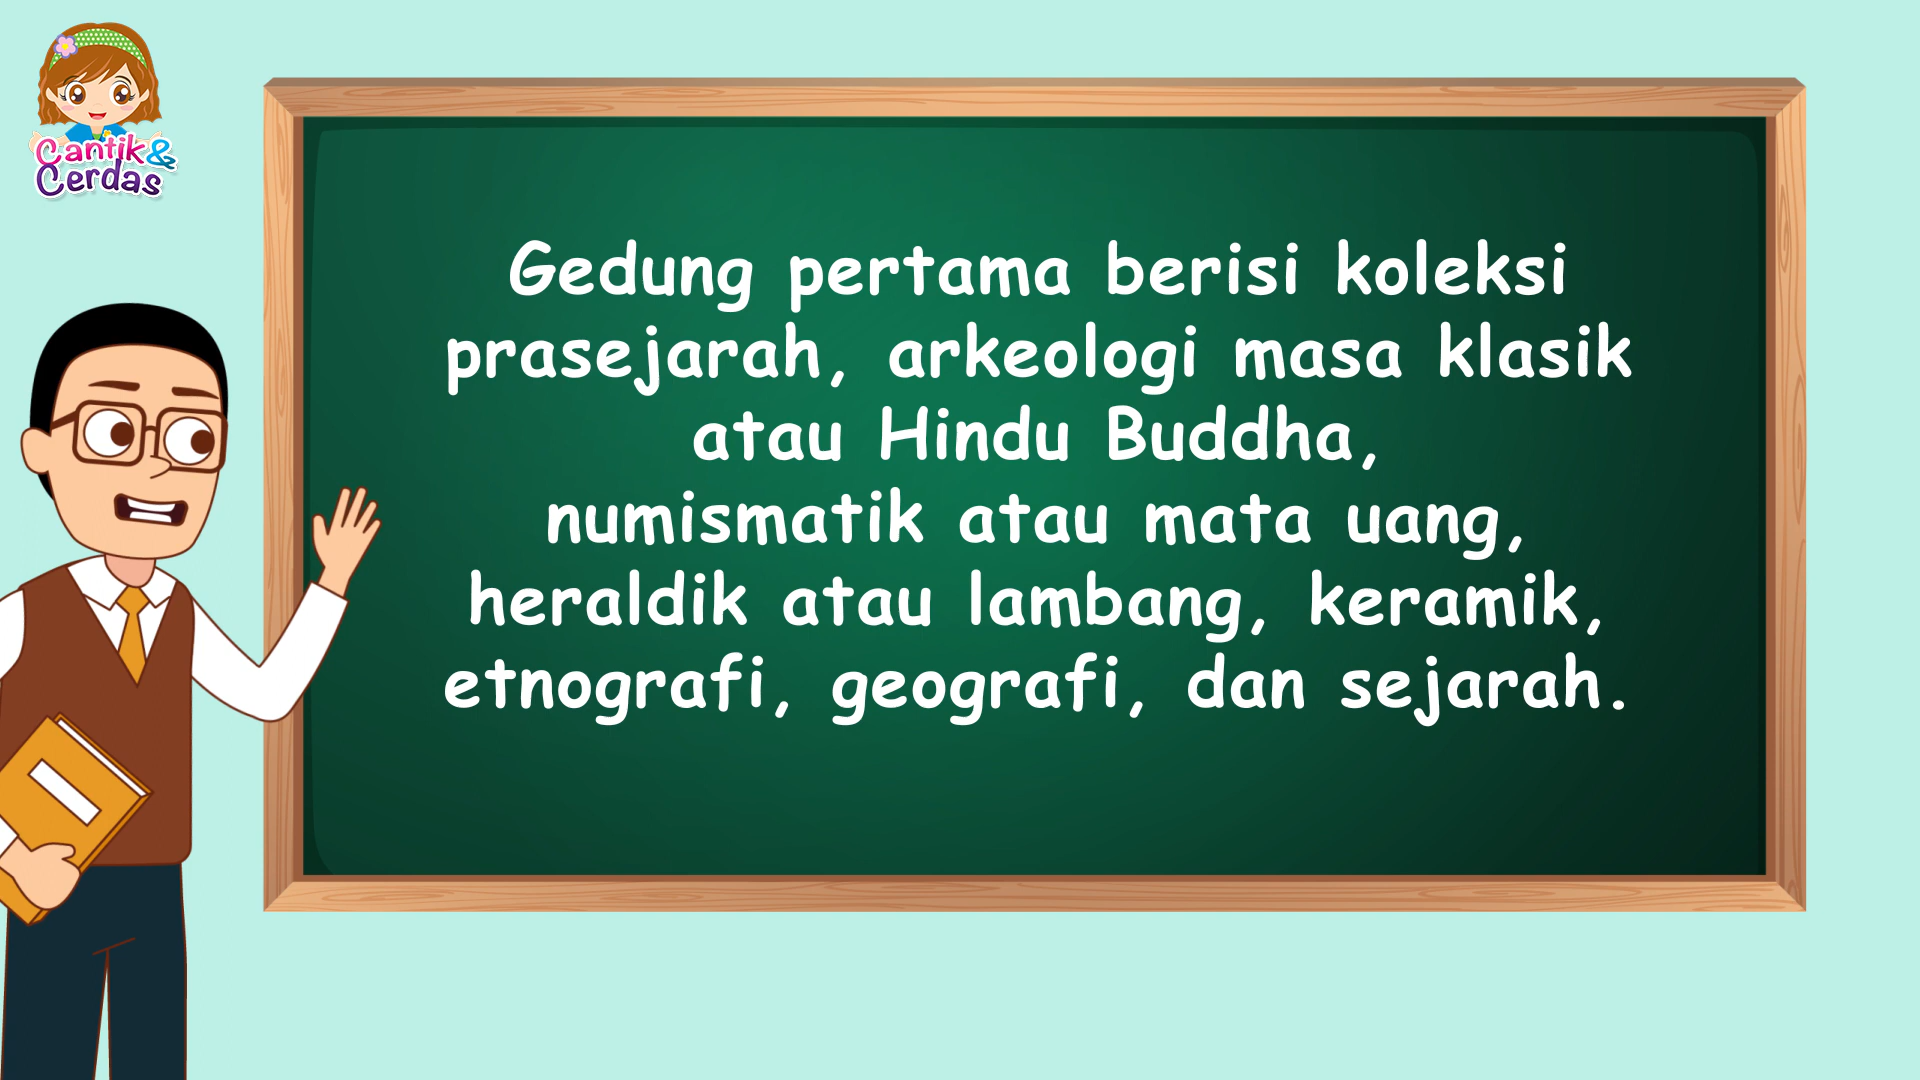 Cantik&
Cerdas
Gedung pertama berisi koleksi
prasejarah, arkeologi masa klasik
atau Hindu Buddha,
numismatik atau mata uang,
heraldik atau lambang, keramik,
etnografi, geografi, dan sejarah.